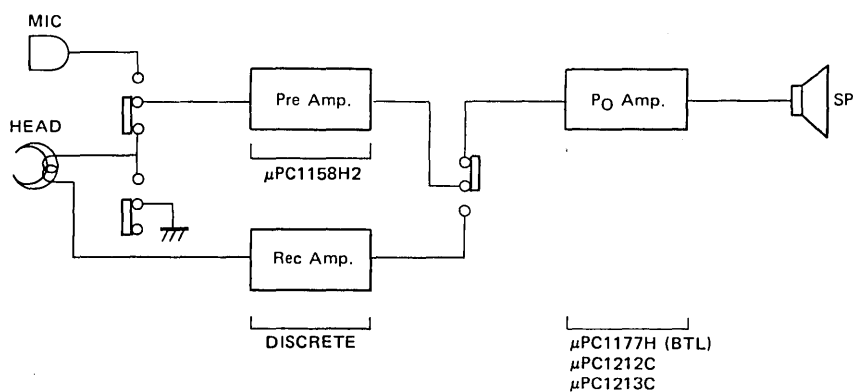 MIC
HEAD
Pre Amp.
μPC1158H2
Rec Amp.
DISCRETE
PO Amp.
SP
μPC1177H (BTL)
μPC1212C
μPC1213C